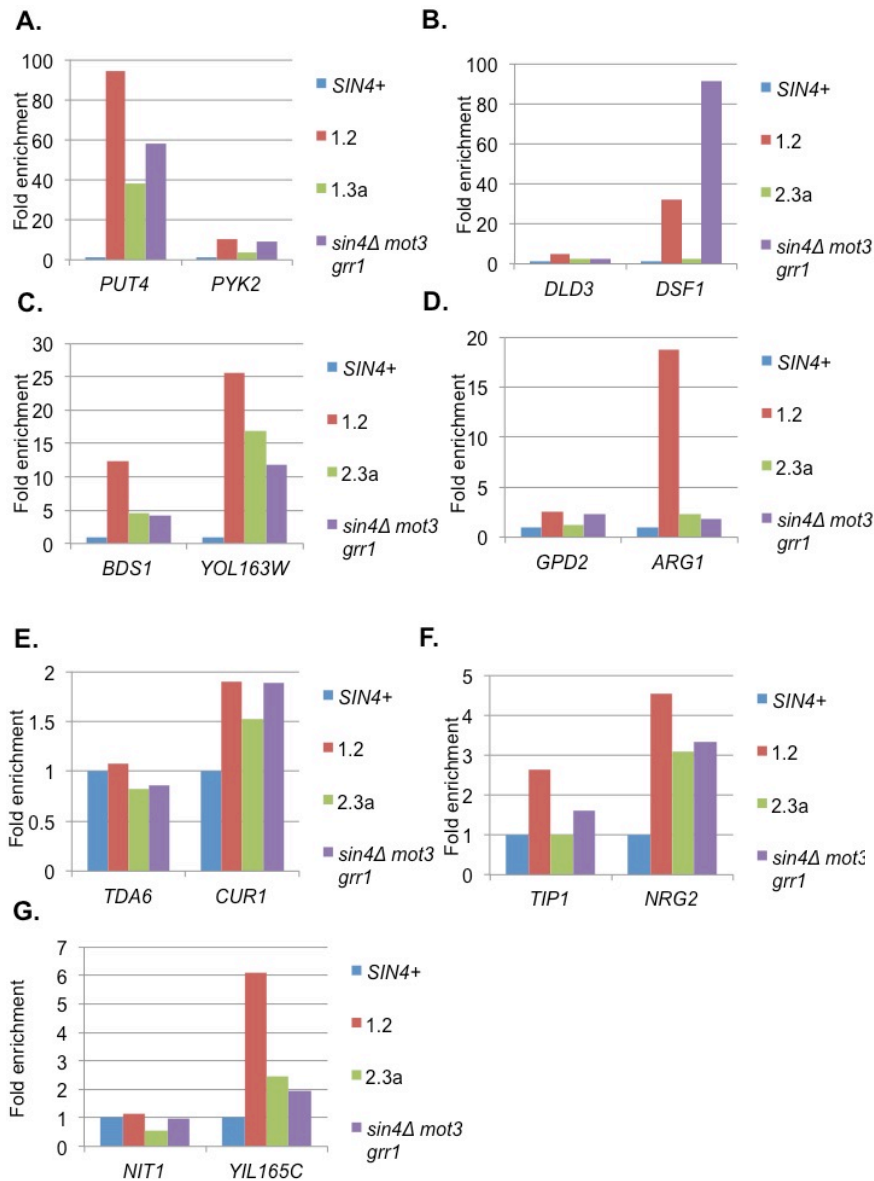 A.
100
80
60
40
20
0
Fold enrichment
PUT4 PYK2
SIN4+
1.2
1.3a
sin4Δ mot3
grr1
B.
100
80
60
40
20
0
Fold enrichment
DLD3 DSF1
SIN4+
1.2
2.3a
sin4Δ mot3
grr1
C.
30
25
20
15
10
5
0
Fold enrichment
BDS1 YOL163W
SIN4+
1.2
2.3a
sin4Δ mot3
grr1
D.
20
15
10
5
0
Fold enrichment
GPD2 ARG1
SIN4+
1.2
2.3a
sin4Δ mot3
grr1
E.
2
1.5
1
0.5
0
Fold enrichment
TDA6 CUR1
SIN4+
1.2
2.3a
sin4Δ mot3
grr1
F.
5
4
3
2
1
0
Fold enrichment
TIP1 NRG2
SIN4+
1.2
2.3a
sin4Δ mot3
grr1
G.
7
6
5
4
3
2
1
0
Fold enrichment
NIT1 YIL165C
SIN4+
1.2
2.3a
sin4Δ mot3
grr1